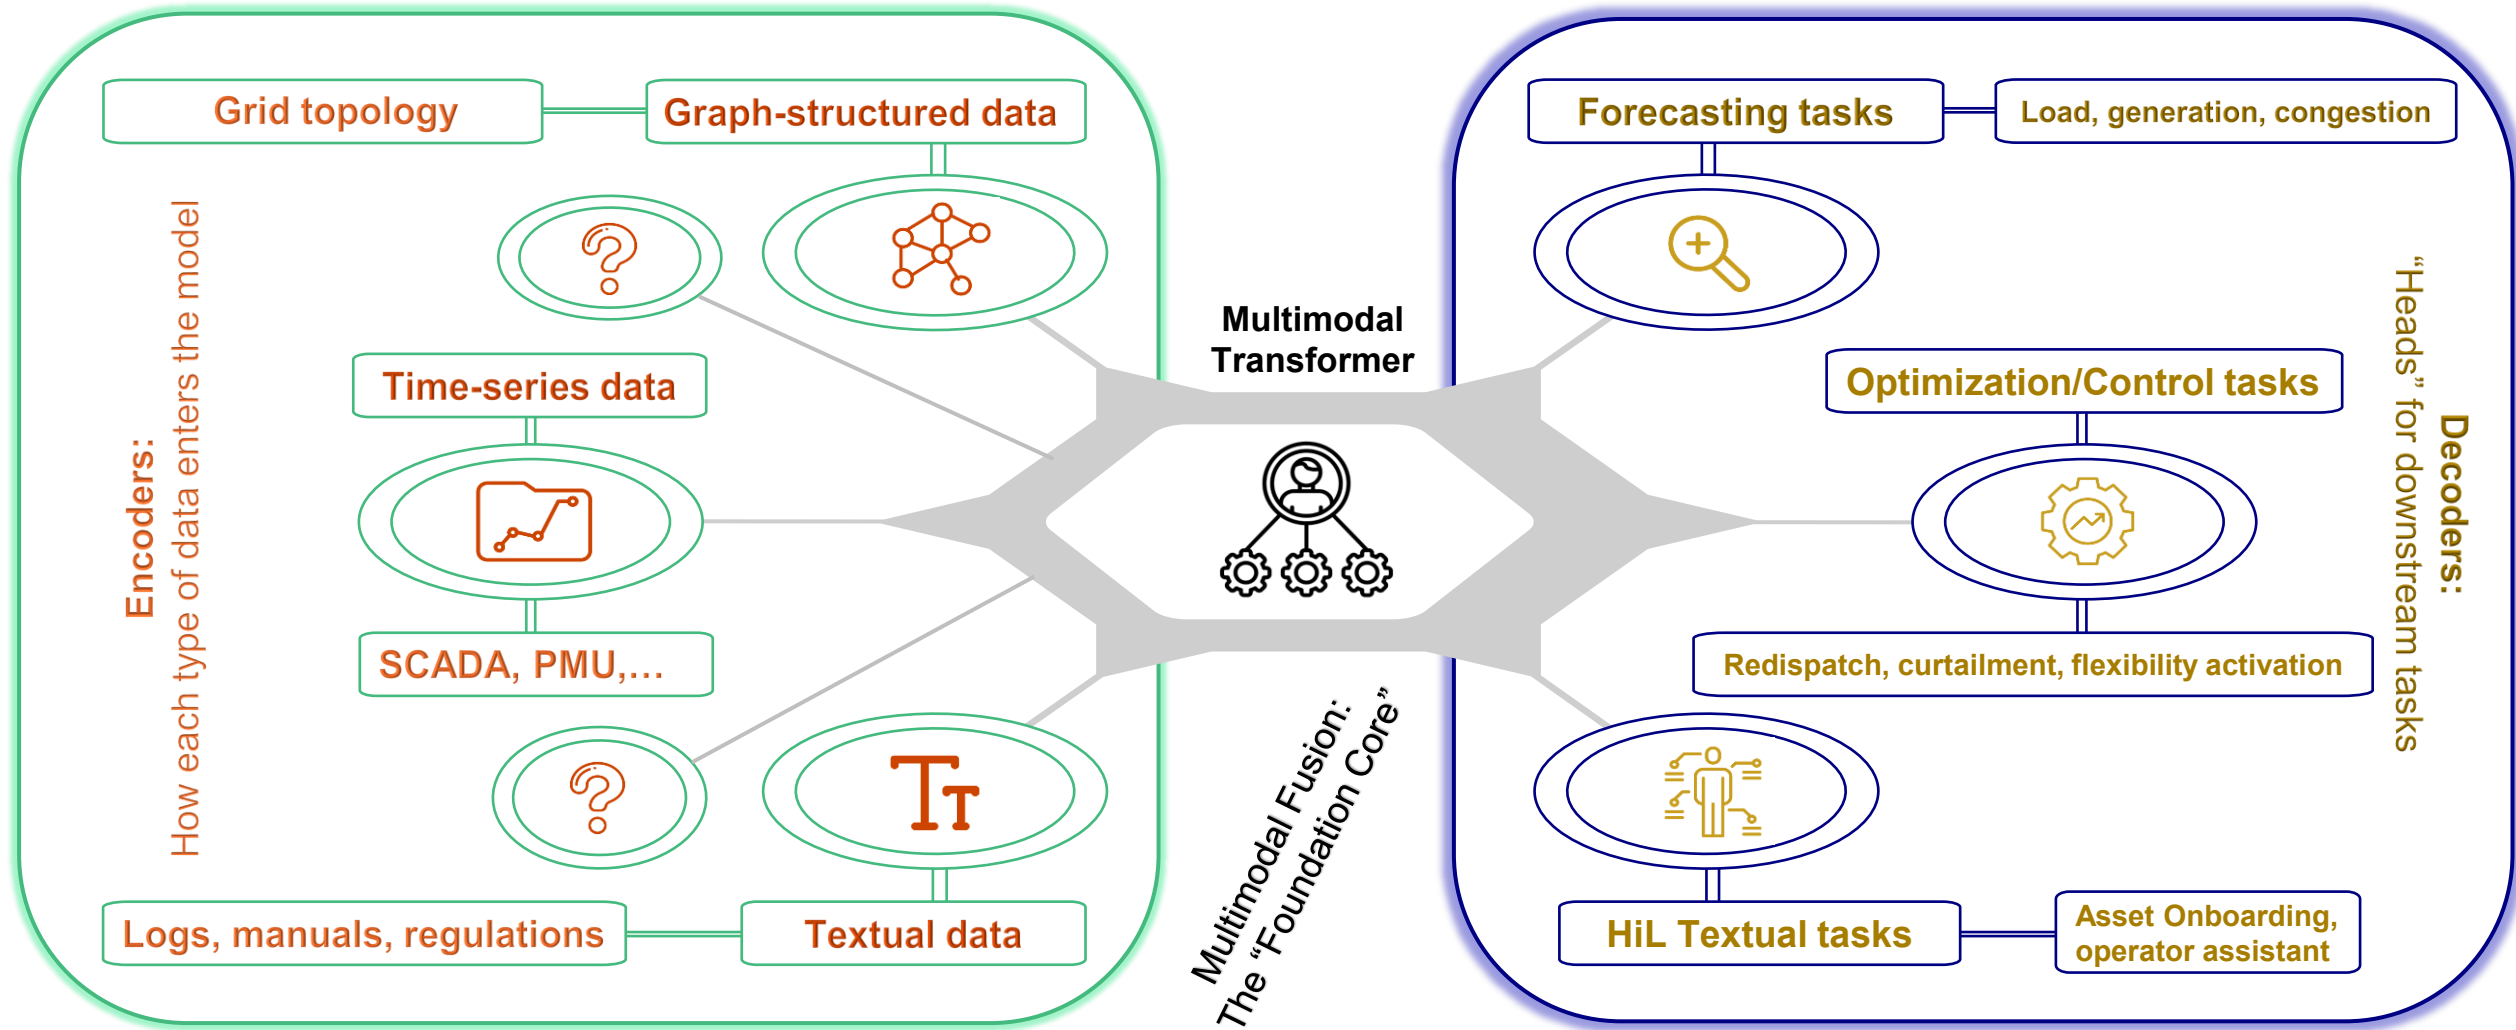 Grid topology
Graph-structured data
Encoders:
How each type of data enters the model
Time-series data
SCADA, PMU,...
Logs, manuals, regulations
Textual data
Multimodal
Transformer
Multimodal Fusion:
The “Foundation Core”
Forecasting tasks
Load, generation, congestion
Optimization/Control tasks
Redispatch, curtailment, flexibility activation
HiL Textual tasks
Asset Onboarding,
operator assistant
Decoders:
“Heads” for downstream tasks